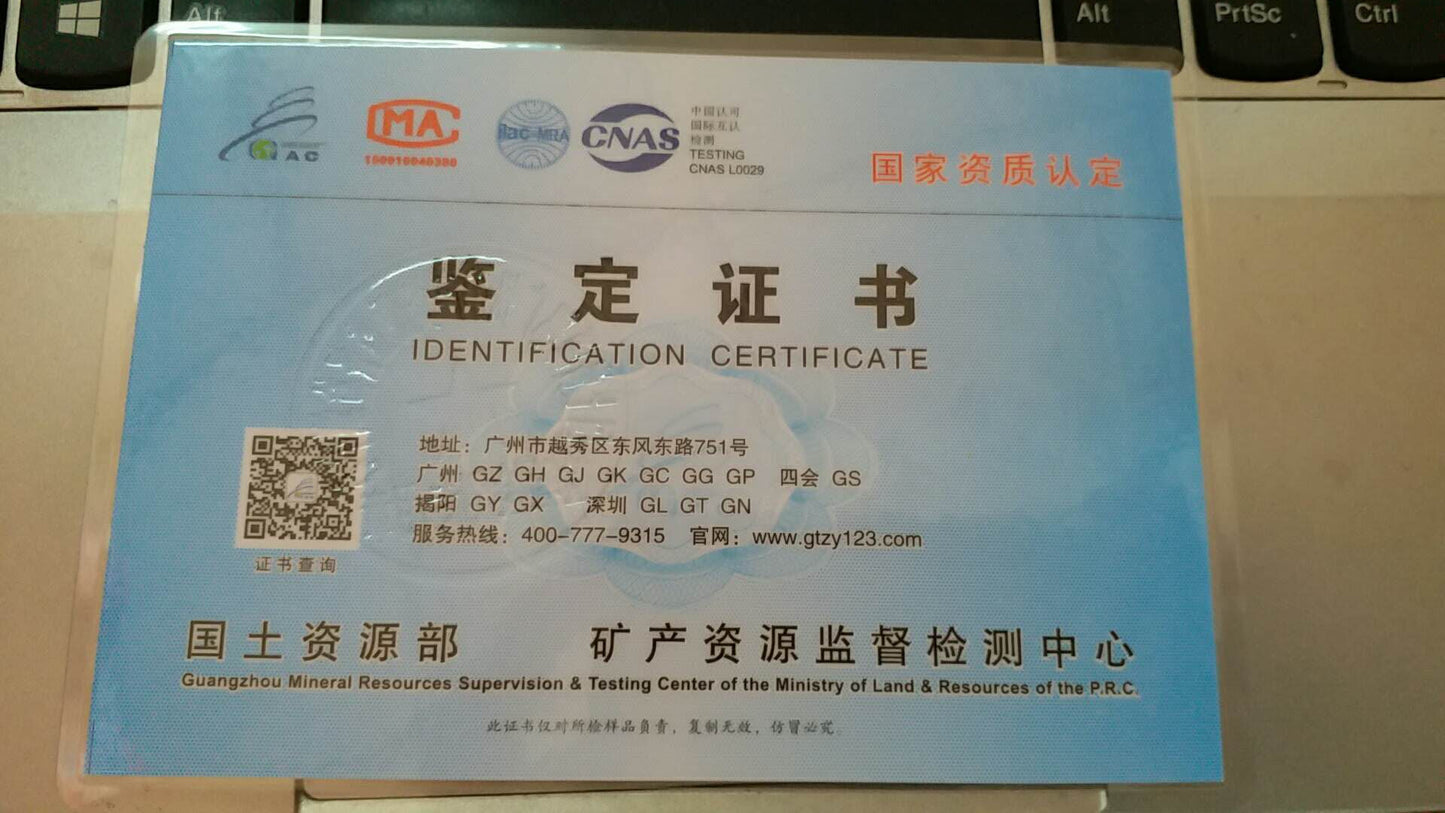 Alt
Alt
PrtSc
Ctrl
QAC
MA
ilac-MRA
CNAS
中国认可
国际互认
检测
TESTING
CNAS L0029
国家资质认定
鉴定证书
IDENTIFICATION CERTIFICATE
地址：广州市越秀区东风东路751号
广州 GZ GH GJ GK GC GG GP 四会 GS
揭阳 GY GX 深圳 GL GT GN
服务热线：400-777-9315 官网：www.gtzy123.com
证书查询
国土资源部 矿产资源监督检测中心
Guangzhou Mineral Resources Supervision & Testing Center of the Ministry of Land & Resources of the P.R.C.
此证书仅对所检样品负责，复制无效，仿冒必究。